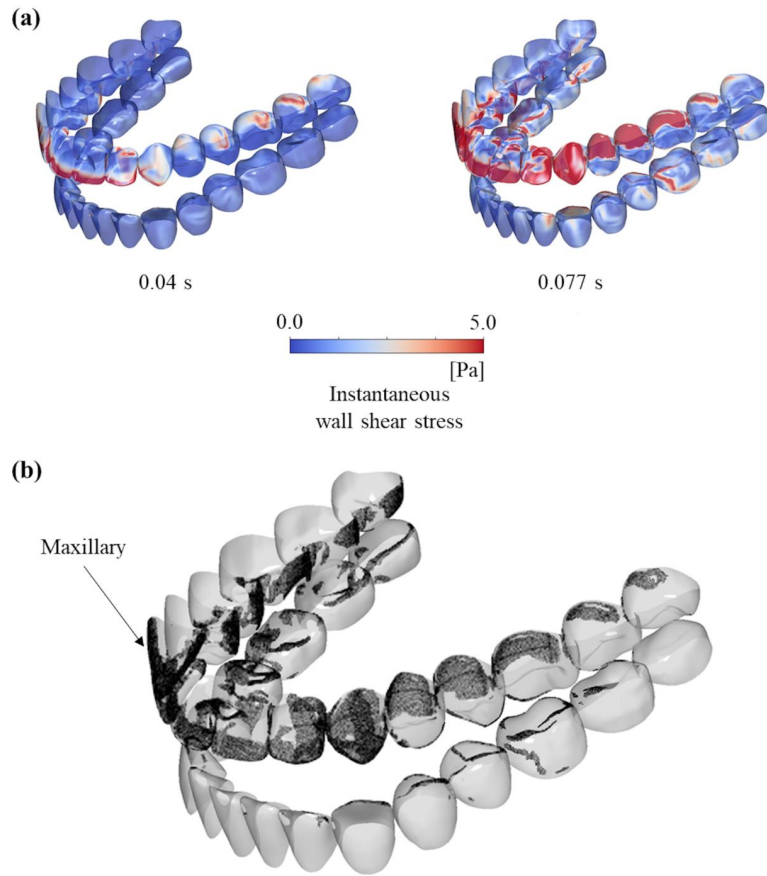 (a)
0.04 s
0.077 s
0.0
5.0
[Pa]
Instantaneous
wall shear stress
(b)
Maxillary